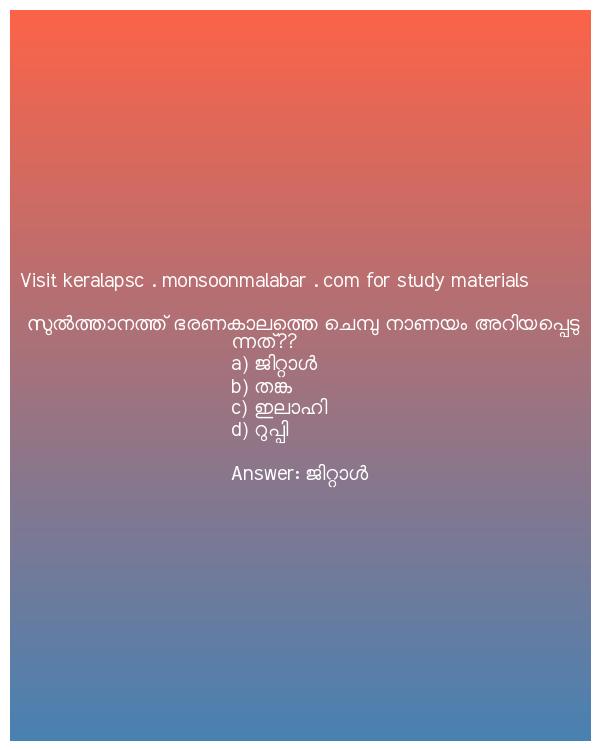 Visit keralapsc . monsoonmalabar . com for study materials
സുൽത്താനത്ത് ഭരണകാലത്തെ ചെമ്പു നാണയം അറിയപ്പെടു
ന്നത്??
a) ജിറ്റാൾ
b) തങ്ക
c) ഇലാഹി
d) റുപ്പി
Answer: ജിറ്റാൾ